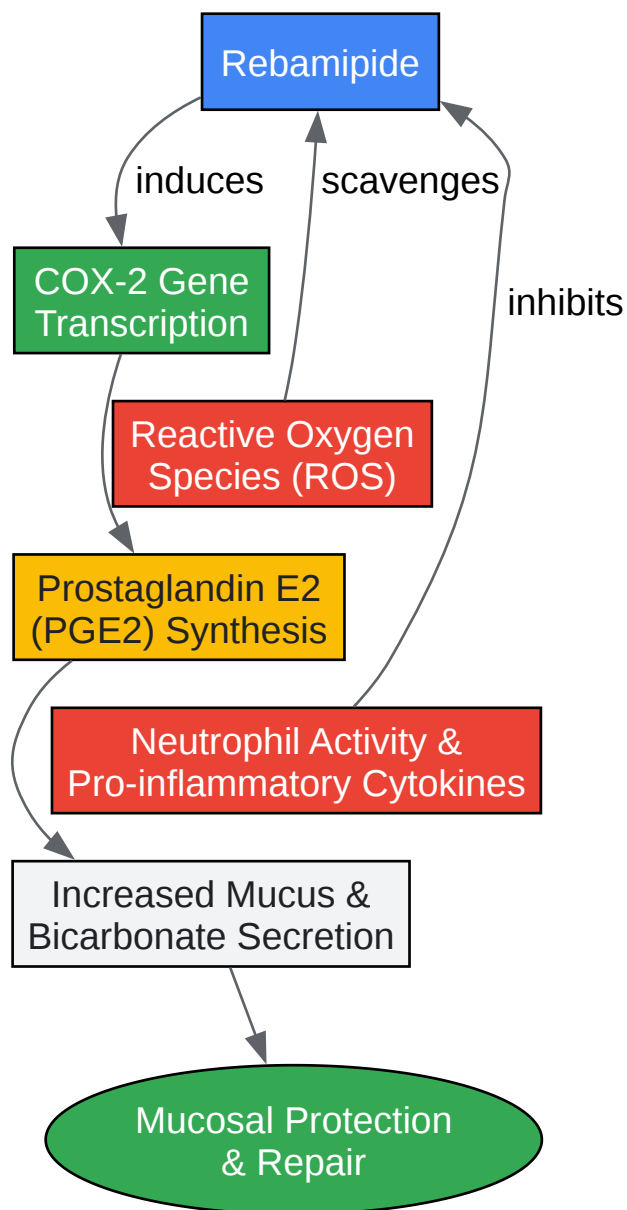 Rebamipide
induces
scavenges
COX-2 Gene
Transcription
inhibits
Reactive Oxygen
Species (ROS)
Prostaglandin E2
(PGE2) Synthesis
Neutrophil Activity &
Pro-inflammatory Cytokines
Increased Mucus &
Bicarbonate Secretion
Mucosal Protection
& Repair